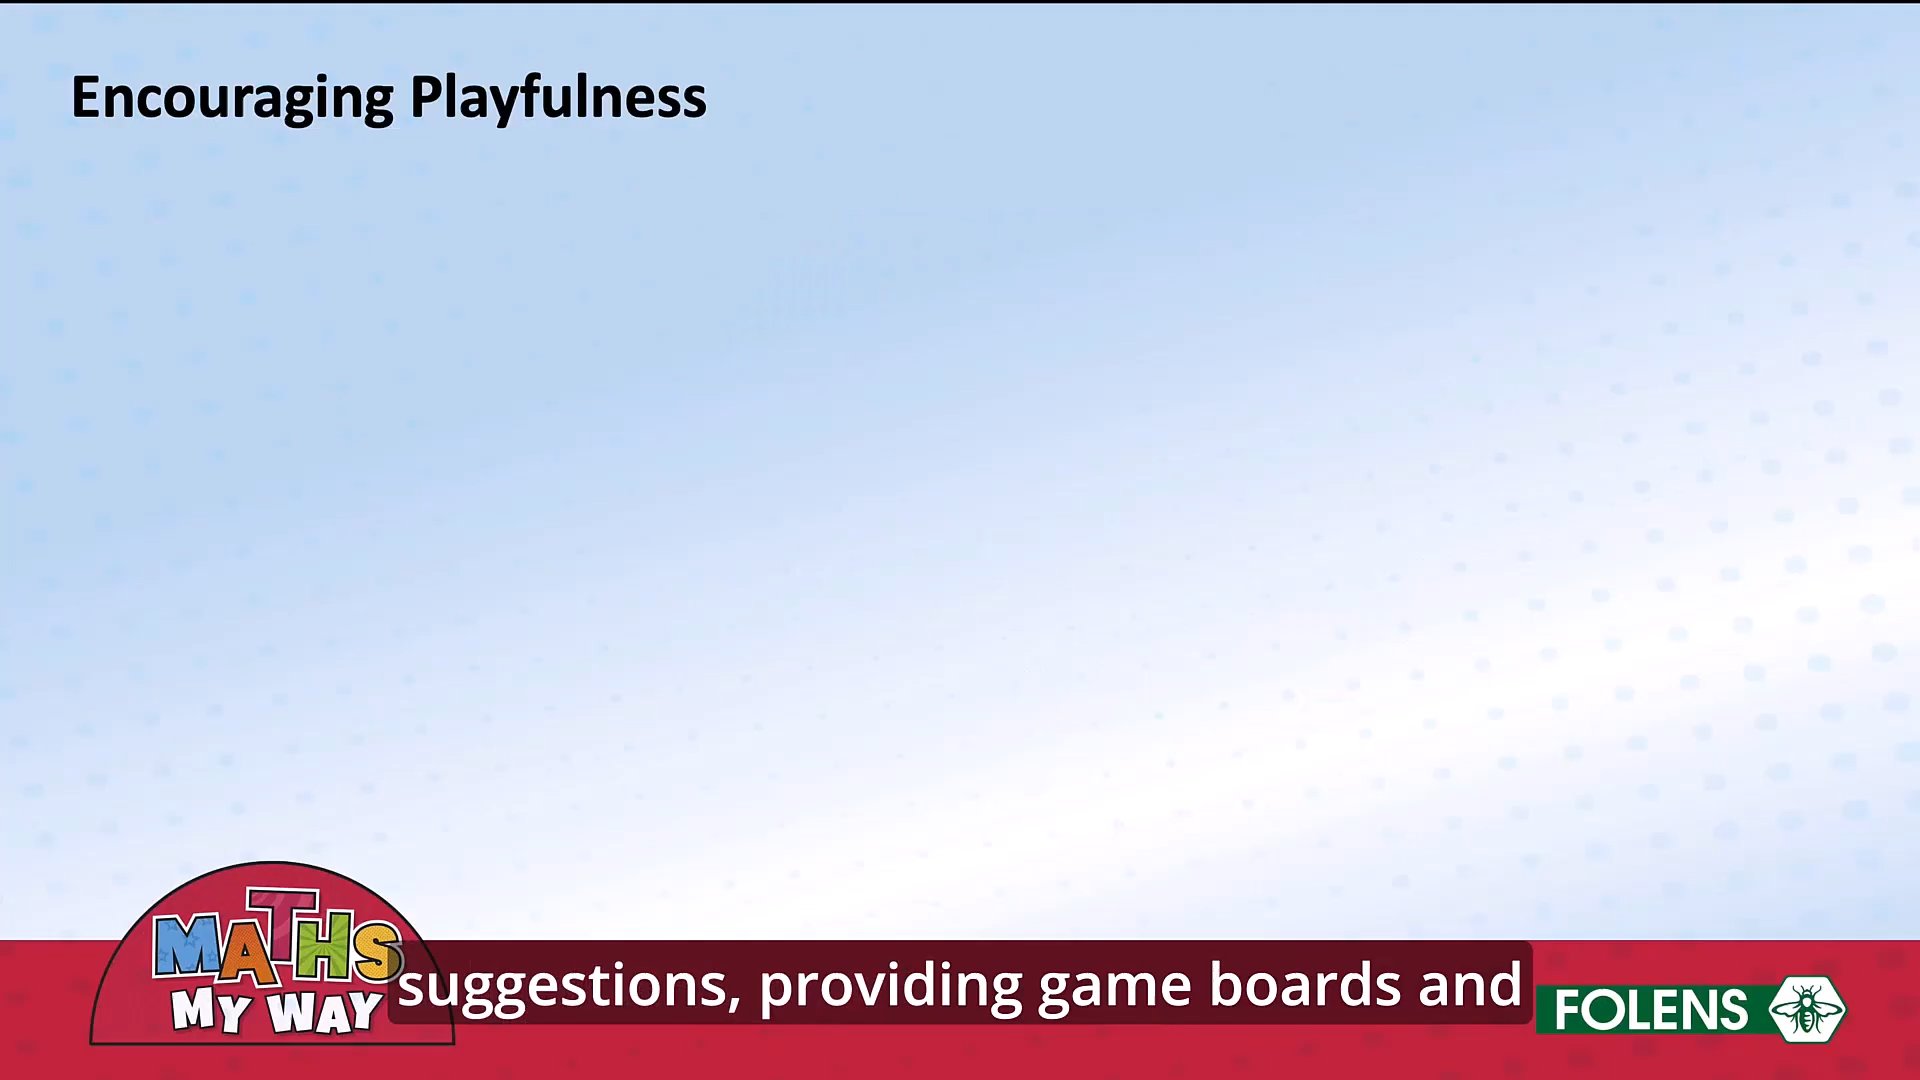 Encouraging Playfulness
MATHS
MY WAY
suggestions, providing game boards and
FOLENS